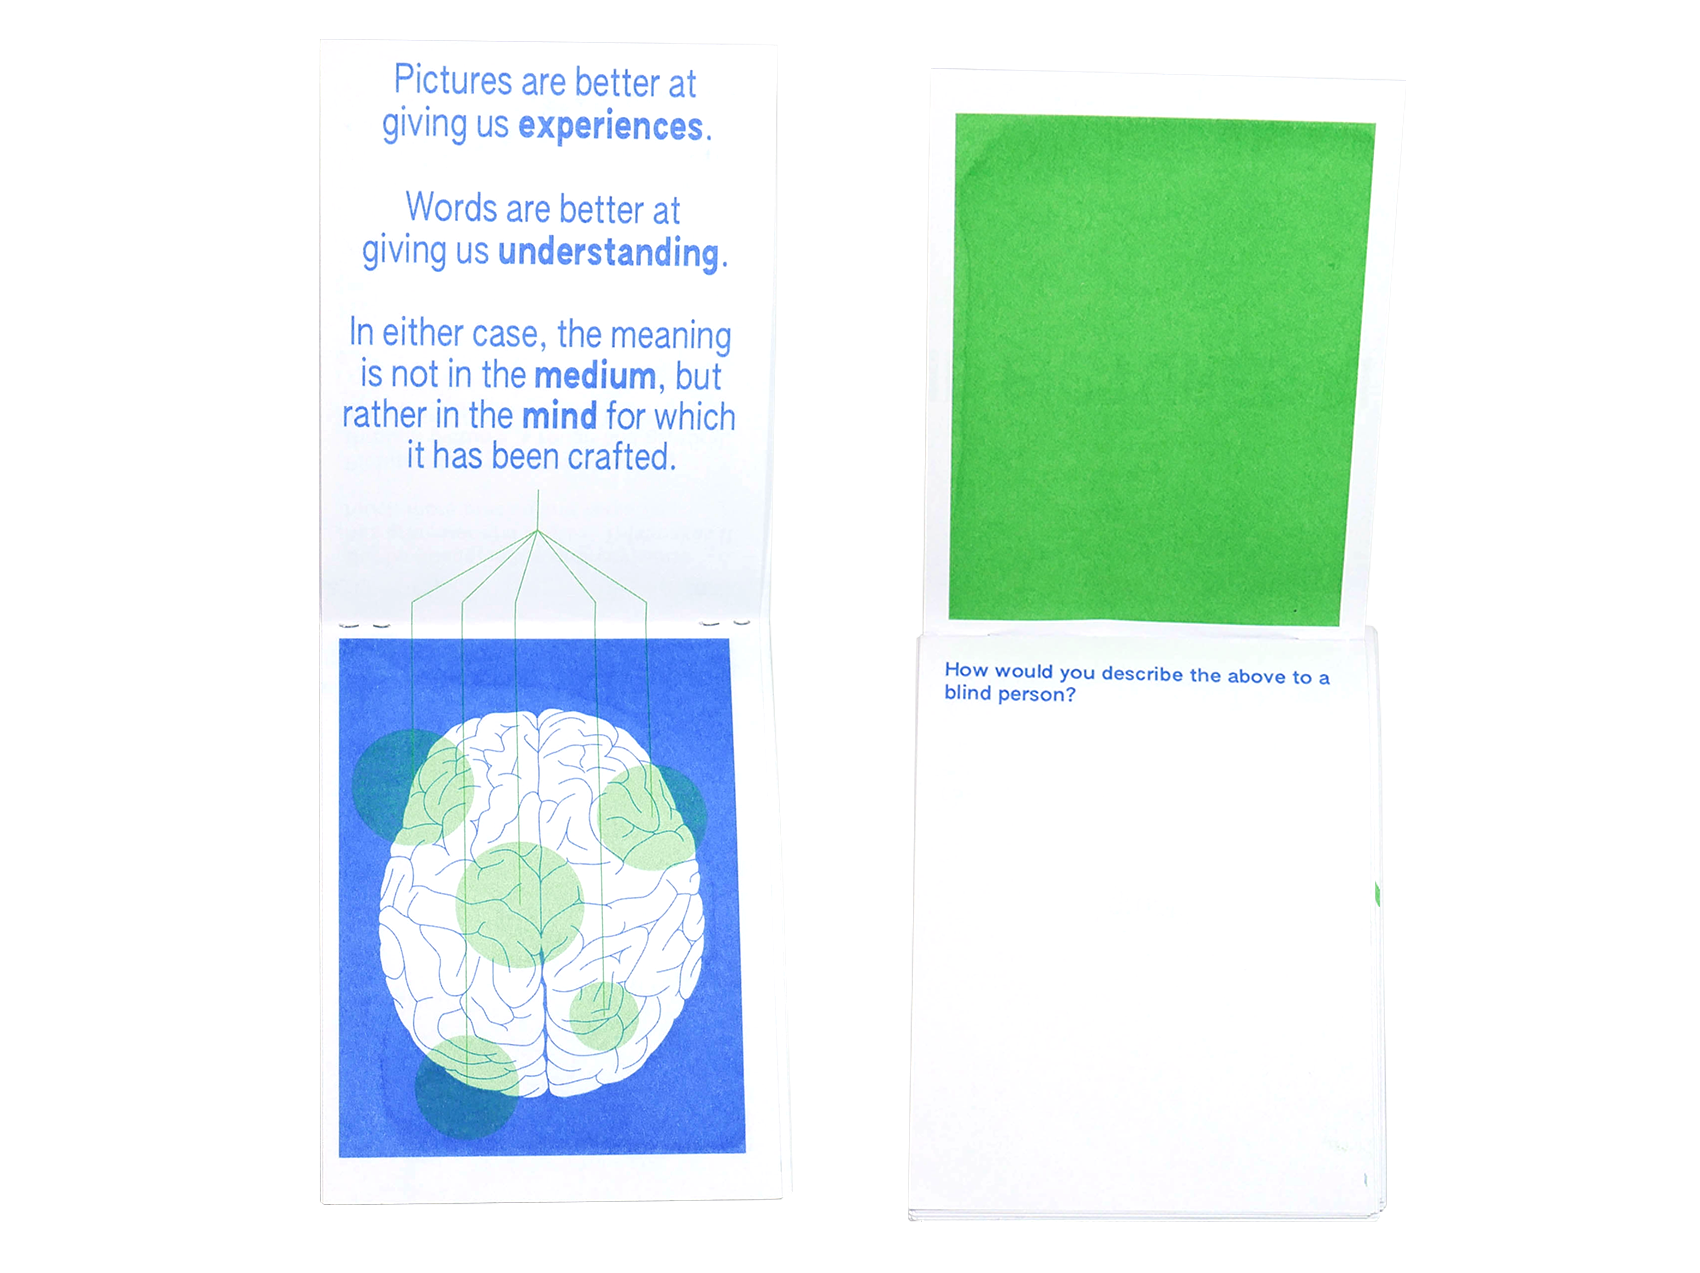 Pictures are better at
giving us experiences.
Words are better at
giving us understanding.
In either case, the meaning
is not in the medium, but
rather in the mind for which
it has been crafted.
How would you describe the above to a
blind person?